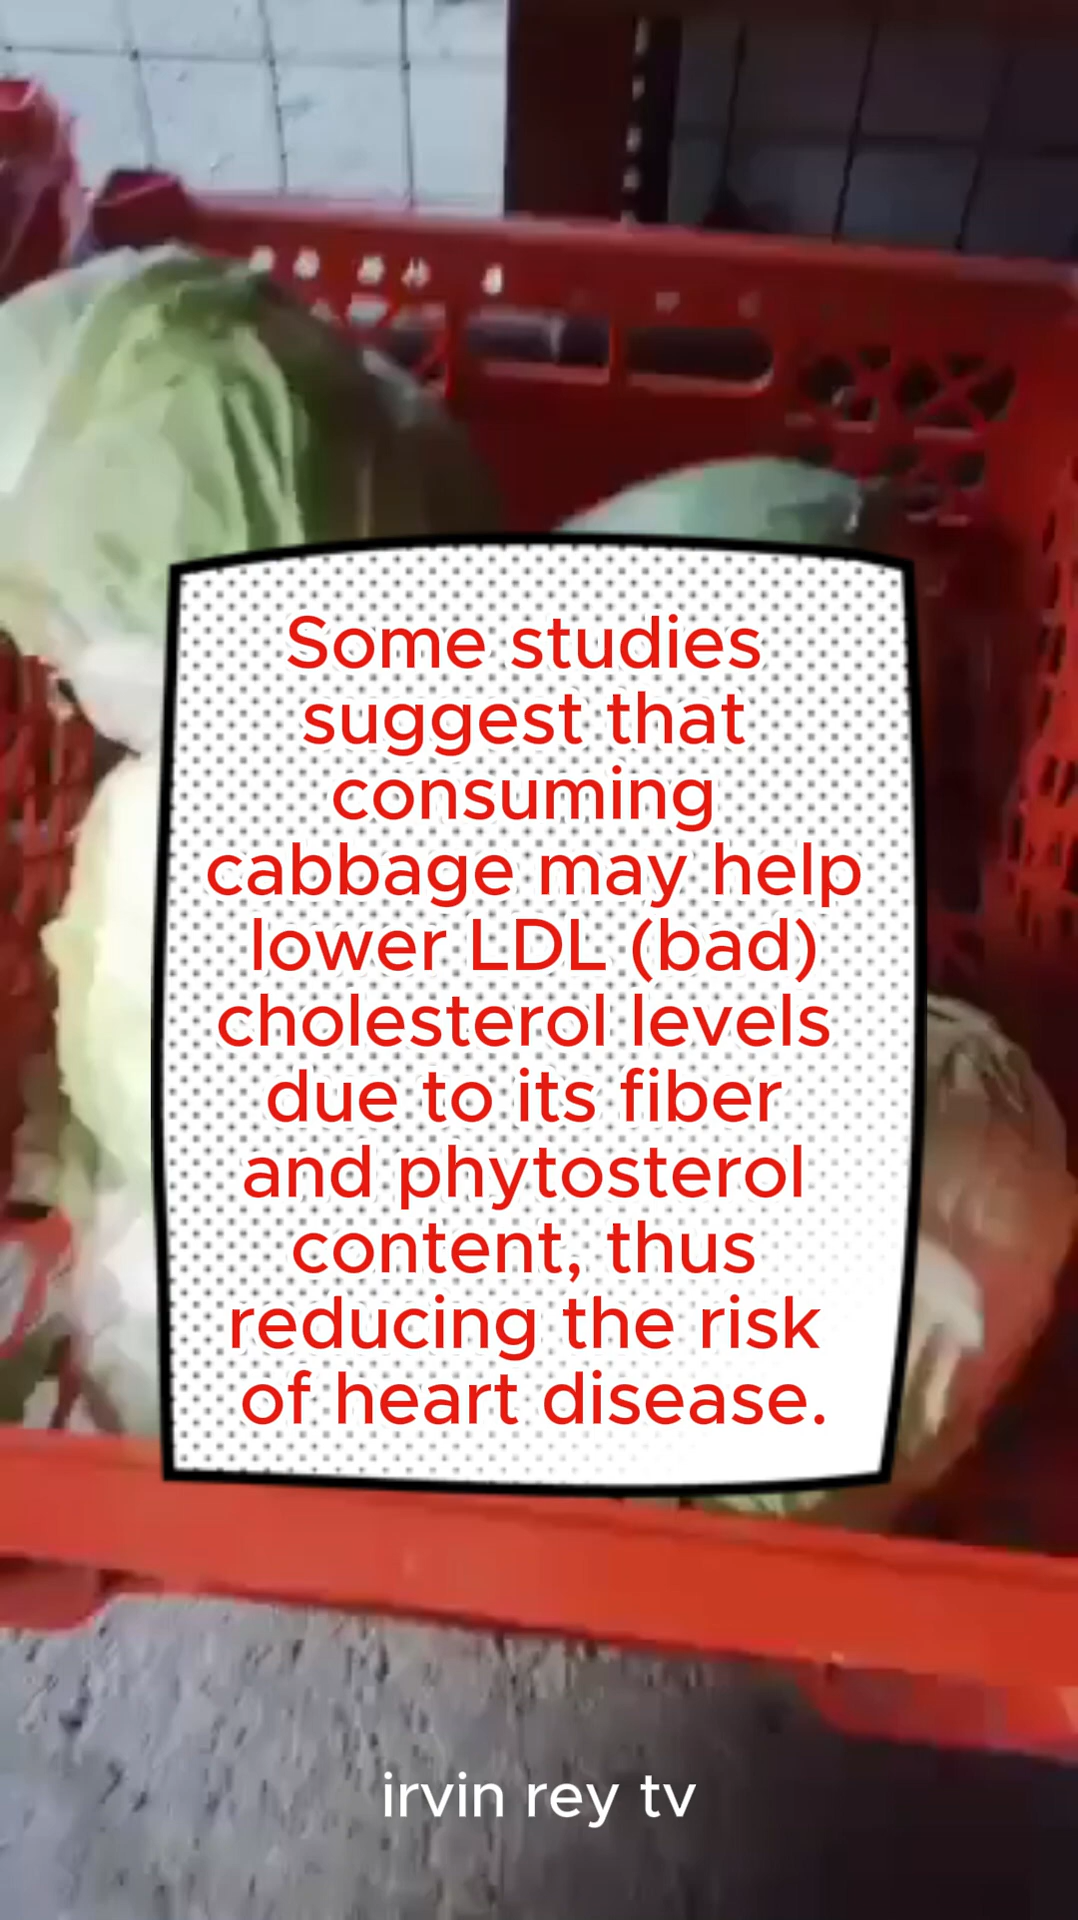 Some studies
suggest that
consuming
cabbage may help
lower LDL (bad)
cholesterol levels
due to its fiber
and phytosterol
content, thus
reducing the risk
of heart disease.
irvin rey tv